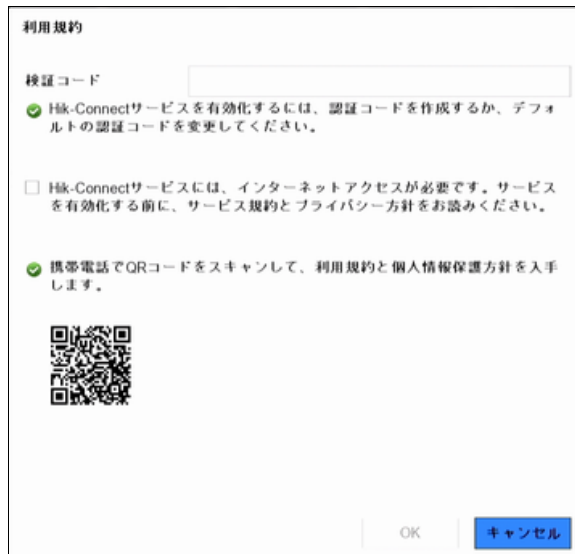 利用規約
検証コード
Hik-Connectサービスを有効化するには、認証コードを作成するか、デフォ
ルトの認証コードを変更してください。
Hik-Connectサービスには、インターネットアクセスが必要です。サービス
を有効化する前に、サービス規約とプライバシー方針をお読みください。
携帯電話でQRコードをスキャンして、利用規約と個人情報保護方針を入手
します。
OK
キャンセル